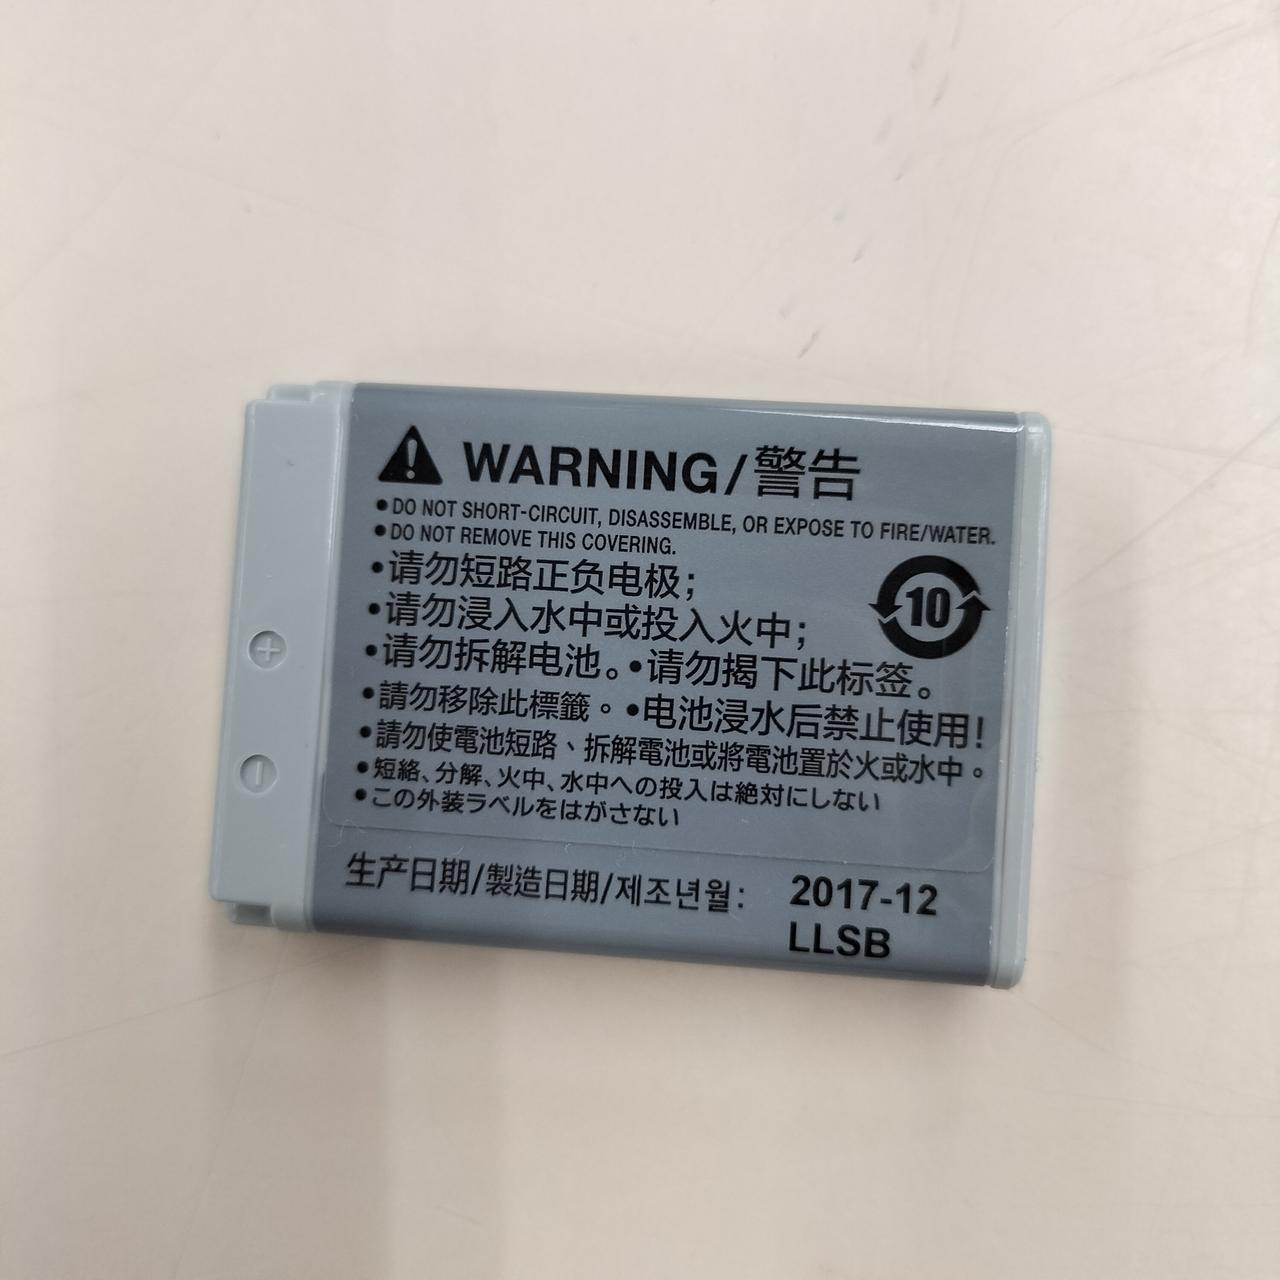 WARNING/警告
•DO NOT SHORT-CIRCUIT, DISASSEMBLE, OR EXPOSE TO FIRE/WATER.
•DO NOT REMOVE THIS COVERING.
•请勿短路正负电极；
•请勿浸入水中或投入火中；
10
•请勿拆解电池。•请勿揭下此标签。
•請勿移除此標籤。•电池浸水后禁止使用！
•請勿使電池短路、拆解電池或將電池置於火或水中。
•短絡、分解、火中、水中への投入は絶対にしない
•この外装ラベルをはがさない
生产日期/製造日期/제조년월: 2017-12
LLSB
+
−